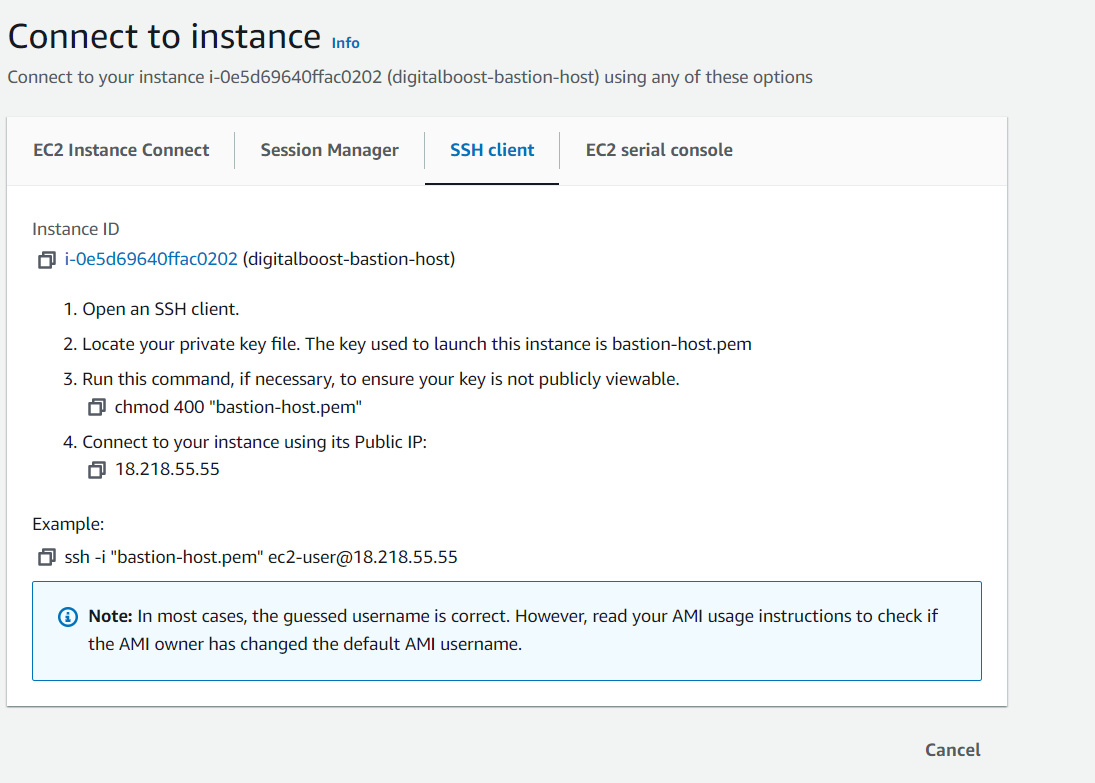 Connect to instance Info
Connect to your instance i-0e5d69640ffac0202 (digitalboost-bastion-host) using any of these options
EC2 Instance Connect
Session Manager
SSH client
EC2 serial console
Instance ID
i-0e5d69640ffac0202 (digitalboost-bastion-host)
1. Open an SSH client.
2. Locate your private key file. The key used to launch this instance is bastion-host.pem
3. Run this command, if necessary, to ensure your key is not publicly viewable.
chmod 400 "bastion-host.pem"
4. Connect to your instance using its Public IP:
18.218.55.55
Example:
ssh -i "bastion-host.pem" ec2-user@18.218.55.55
Note: In most cases, the guessed username is correct. However, read your AMI usage instructions to check if
the AMI owner has changed the default AMI username.
Cancel